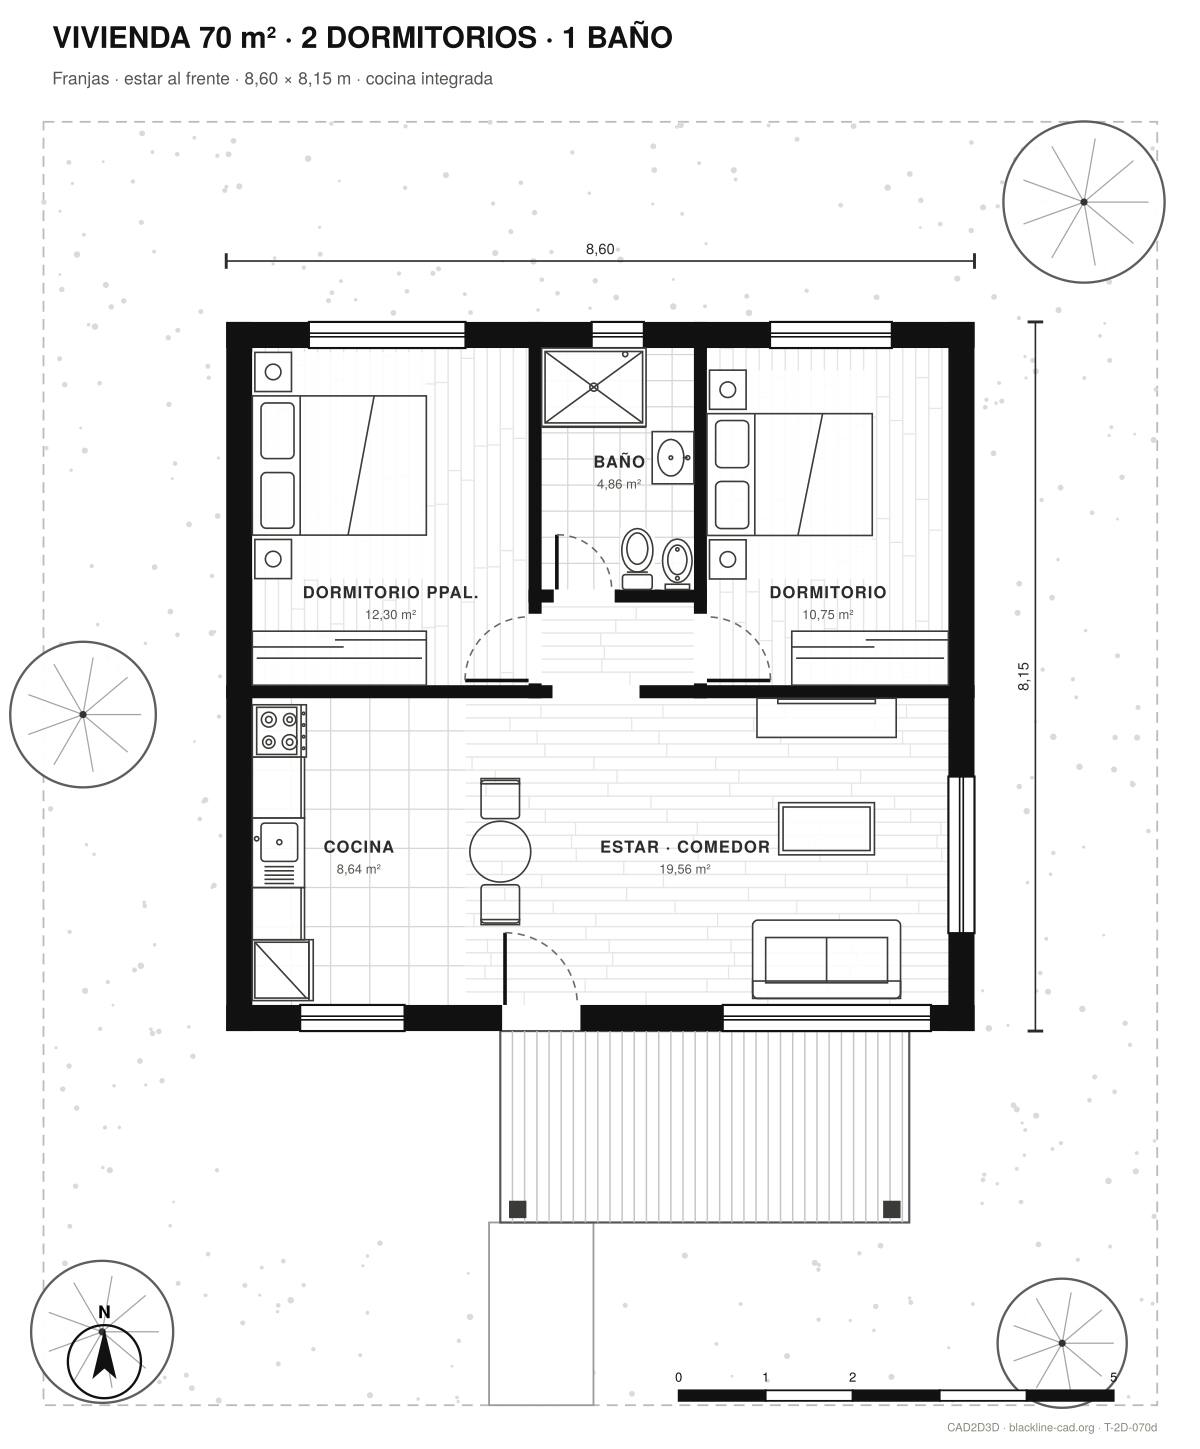 VIVIENDA 70 m² · 2 DORMITORIOS · 1 BAÑO
Franjas · estar al frente · 8,60 × 8,15 m · cocina integrada
8,60
BAÑO
4,86 m²
DORMITORIO PPAL.
12,30 m²
DORMITORIO
10,75 m²
8,15
COCINA
8,64 m²
ESTAR · COMEDOR
19,56 m²
N
0 1 2 5
CAD2D3D · blackline-cad.org · T-2D-070d